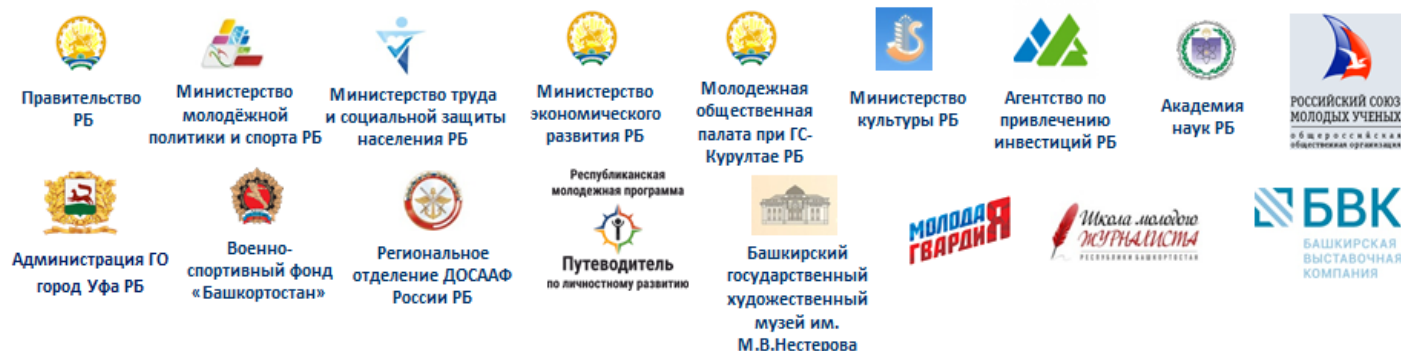 Правительство
РБ
Министерство
молодёжной
политики и спорта РБ
Министерство труда
и социальной защиты
населения РБ
Министерство
экономического
развития РБ
Молодежная
общественная
палата при ГС-
Курултае РБ
Министерство
культуры РБ
Агентство по
привлечению
инвестиций РБ
Академия
наук РБ
РОССИЙСКИЙ СОЮЗ
МОЛОДЫХ УЧЕНЫХ
общероссийская
общественная организация
Администрация ГО
город Уфа РБ
Военно-
спортивный фонд
«Башкортостан»
Региональное
отделение ДОСААФ
России РБ
Республиканская
молодежная программа
Путеводитель
по личностному развитию
Башкирский
государственный
художественный
музей им.
М.В.Нестерова
МОЛОДАЯ
ГВАРДИЯ
Школа молодого
ЖУРНАЛИСТА
РЕСПУБЛИКИ БАШКОРТОСТАН
БВК
БАШКИРСКАЯ
ВЫСТАВОЧНАЯ
КОМПАНИЯ